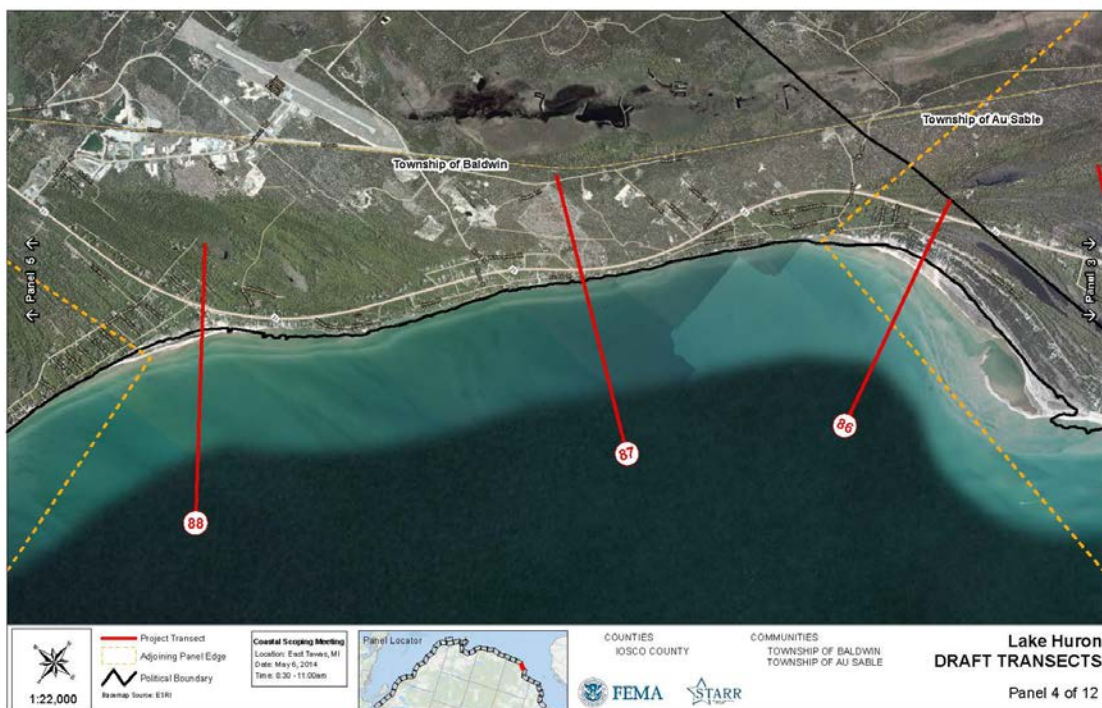 Township of Au Sable
Township of Baldwin
Panel 5
Panel 3
86
87
88
1:22,000
Project Transect
Adjoining Panel Edge
Political Boundary
Basemap Source: ESRI
Coastal Scoping Meeting
Location: East Tawas, MI
Date: May 6, 2014
Time: 8:30 - 11:00am
Panel Locator
COUNTIES
IOSCO COUNTY
COMMUNITIES
TOWNSHIP OF BALDWIN
TOWNSHIP OF AU SABLE
FEMA
STARR
Lake Huron
DRAFT TRANSECTS
Panel 4 of 12